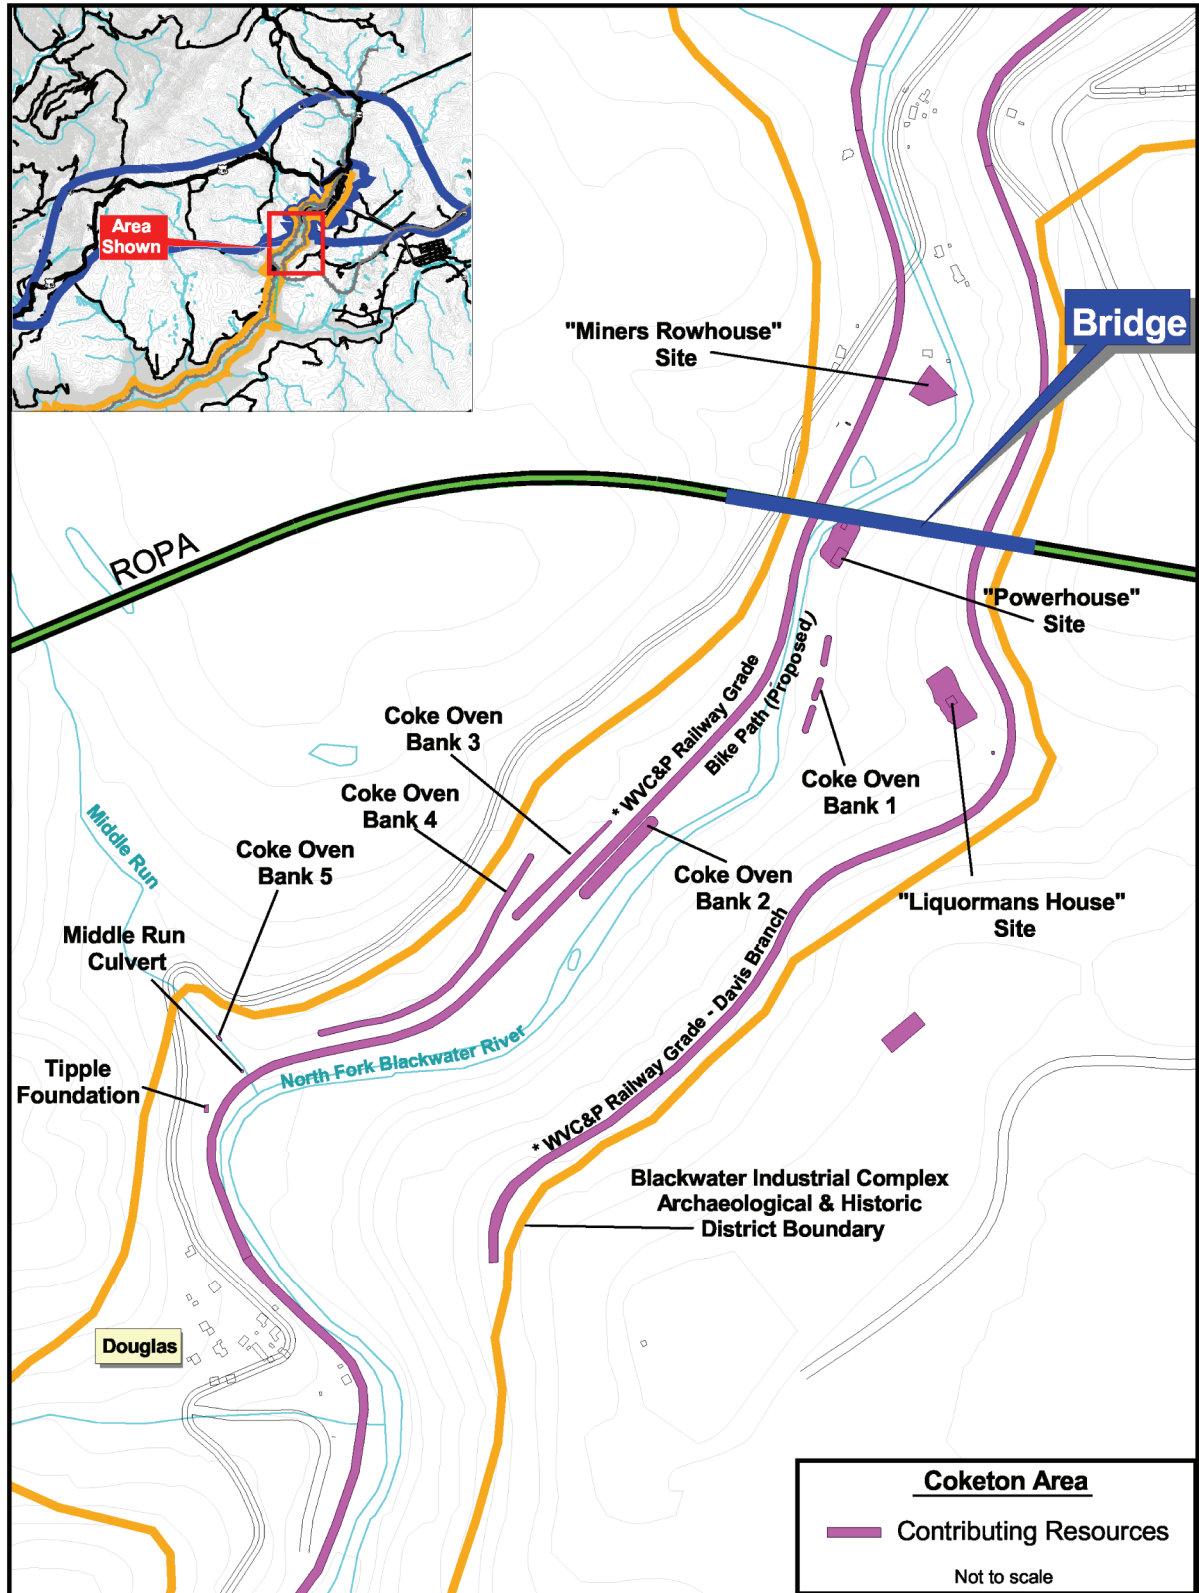 Area
Shown
"Miners Rowhouse"
Site
Bridge
ROPA
"Powerhouse"
Site
* WVC&P Railway Grade
Bike Path (Proposed)
Coke Oven
Bank 3
Coke Oven
Bank 1
Coke Oven
Bank 4
Middle Run
Coke Oven
Bank 5
Coke Oven
Bank 2
"Liquormans House"
Site
Middle Run
Culvert
* WVC&P Railway Grade - Davis Branch
North Fork Blackwater River
Tipple
Foundation
Blackwater Industrial Complex
Archaeological & Historic
District Boundary
Douglas
Coketon Area
Contributing Resources
Not to scale